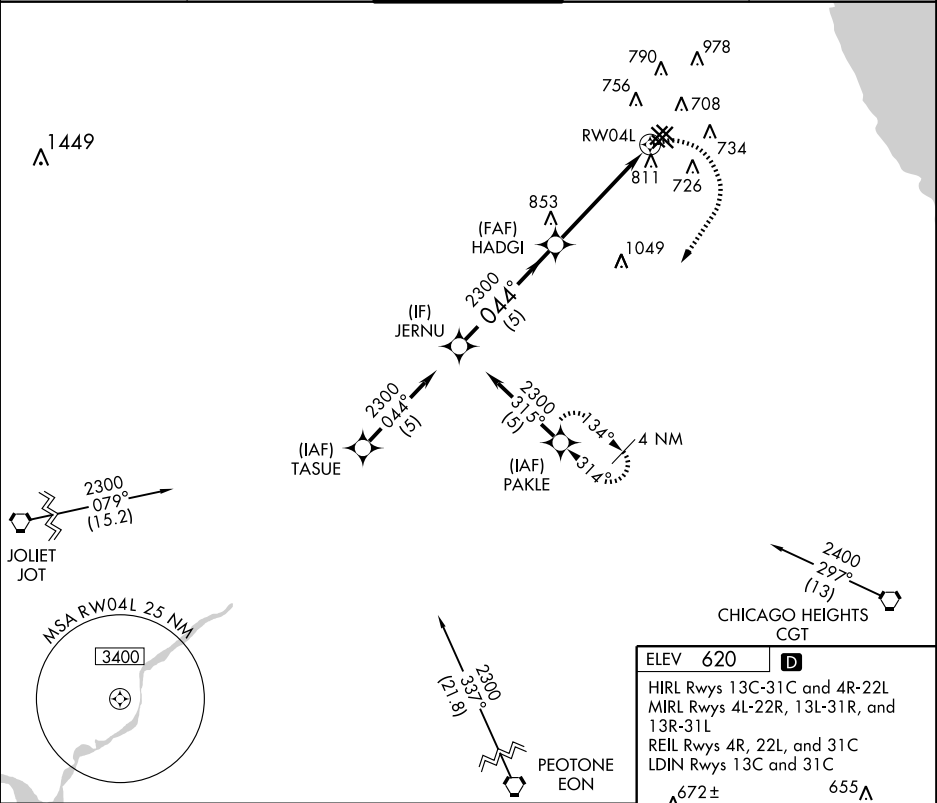 978
790
756
708
1449
RW04L
734
811
726
853
(FAF)
HADGI
1049
2300
044°
(5)
(IF)
JERNU
2300
044°
(5)
2300
315°
(5)
134°
4 NM
314°
(IAF)
TASUE
(IAF)
PAKLE
2300
079°
(15.2)
JOLIET
JOT
2400
297°
(13)
CHICAGO HEIGHTS
CGT
MSA RW04L 25 NM
3400
2300
337°
(21.8)
PEOTONE
EON
ELEV 620 D
HIRL Rwys 13C-31C and 4R-22L
MIRL Rwys 4L-22R, 13L-31R, and
13R-31L
REIL Rwys 4R, 22L, and 31C
LDIN Rwys 13C and 31C
672± 655